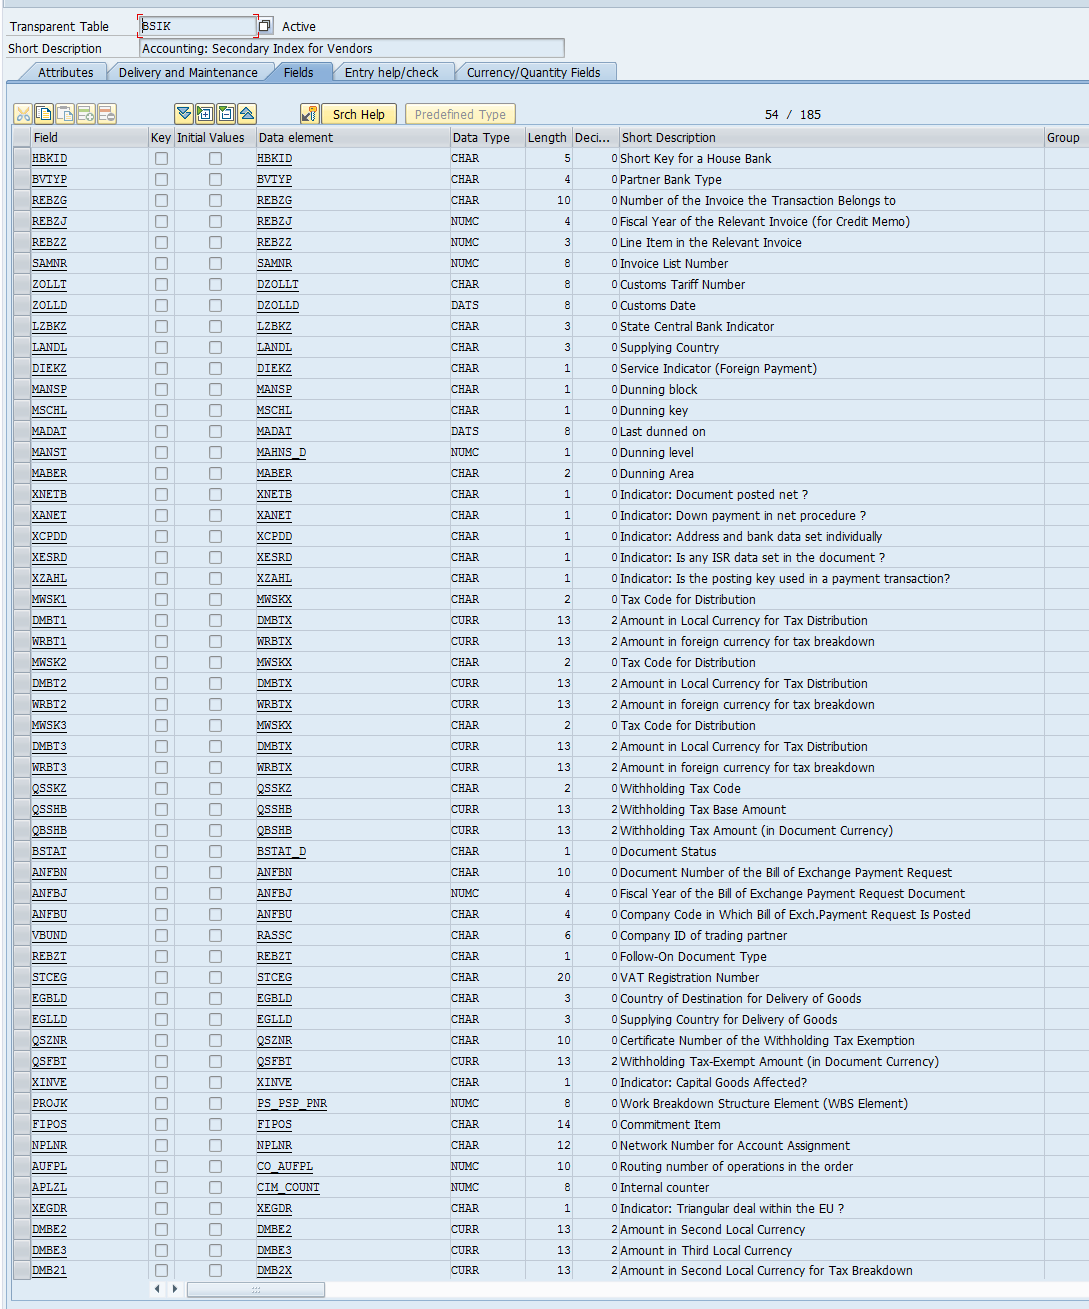 Transparent Table BSIK Active
Short Description Accounting: Secondary Index for Vendors
Attributes Delivery and Maintenance Fields Entry help/check Currency/Quantity Fields
Srch Help Predefined Type 54 / 185
Field Key Initial Values Data element Data Type Length Deci... Short Description Group
HBKID HBKID CHAR 5 0 Short Key for a House Bank
BVTYP BVTYP CHAR 4 0 Partner Bank Type
REBZG REBZG CHAR 10 0 Number of the Invoice the Transaction Belongs to
REBZJ REBZJ NUMC 4 0 Fiscal Year of the Relevant Invoice (for Credit Memo)
REBZZ REBZZ NUMC 3 0 Line Item in the Relevant Invoice
SAMNR SAMNR NUMC 8 0 Invoice List Number
ZOLLT DZOLLT CHAR 8 0 Customs Tariff Number
ZOLLD DZOLLD DATS 8 0 Customs Date
LZBKZ LZBKZ CHAR 3 0 State Central Bank Indicator
LANDL LANDL CHAR 3 0 Supplying Country
DIEKZ DIEKZ CHAR 1 0 Service Indicator (Foreign Payment)
MANSP MANSP CHAR 1 0 Dunning block
MSCHL MSCHL CHAR 1 0 Dunning key
MADAT MADAT DATS 8 0 Last dunned on
MANST MAHNS_D NUMC 1 0 Dunning level
MABER MABER CHAR 2 0 Dunning Area
XNETB XNETB CHAR 1 0 Indicator: Document posted net ?
XANET XANET CHAR 1 0 Indicator: Down payment in net procedure ?
XCPDD XCPDD CHAR 1 0 Indicator: Address and bank data set individually
XESRD XESRD CHAR 1 0 Indicator: Is any ISR data set in the document ?
XZAHL XZAHL CHAR 1 0 Indicator: Is the posting key used in a payment transaction?
MWSK1 MWSKX CHAR 2 0 Tax Code for Distribution
DMBT1 DMBTX CURR 13 2 Amount in Local Currency for Tax Distribution
WRBT1 WRBTX CURR 13 2 Amount in foreign currency for tax breakdown
MWSK2 MWSKX CHAR 2 0 Tax Code for Distribution
DMBT2 DMBTX CURR 13 2 Amount in Local Currency for Tax Distribution
WRBT2 WRBTX CURR 13 2 Amount in foreign currency for tax breakdown
MWSK3 MWSKX CHAR 2 0 Tax Code for Distribution
DMBT3 DMBTX CURR 13 2 Amount in Local Currency for Tax Distribution
WRBT3 WRBTX CURR 13 2 Amount in foreign currency for tax breakdown
QSSKZ QSSKZ CHAR 2 0 Withholding Tax Code
QSSHB QSSHB CURR 13 2 Withholding Tax Base Amount
QBSHB QBSHB CURR 13 2 Withholding Tax Amount (in Document Currency)
BSTAT BSTAT_D CHAR 1 0 Document Status
ANFBN ANFBN CHAR 10 0 Document Number of the Bill of Exchange Payment Request
ANFBJ ANFBJ NUMC 4 0 Fiscal Year of the Bill of Exchange Payment Request Document
ANFBU ANFBU CHAR 4 0 Company Code in Which Bill of Exch.Payment Request Is Posted
VBUND RASSC CHAR 6 0 Company ID of trading partner
REBZT REBZT CHAR 1 0 Follow-On Document Type
STCEG STCEG CHAR 20 0 VAT Registration Number
EGBLD EGBLD CHAR 3 0 Country of Destination for Delivery of Goods
EGLLD EGLLD CHAR 3 0 Supplying Country for Delivery of Goods
QSZNR QSZNR CHAR 10 0 Certificate Number of the Withholding Tax Exemption
QSFBT QSFBT CURR 13 2 Withholding Tax-Exempt Amount (in Document Currency)
XINVE XINVE CHAR 1 0 Indicator: Capital Goods Affected?
PROJK PS_PSP_PNR NUMC 8 0 Work Breakdown Structure Element (WBS Element)
FIPOS FIPOS CHAR 14 0 Commitment Item
NPLNR NPLNR CHAR 12 0 Network Number for Account Assignment
AUFPL CO_AUFPL NUMC 10 0 Routing number of operations in the order
APLZL CIM_COUNT NUMC 8 0 Internal counter
XEGDR XEGDR CHAR 1 0 Indicator: Triangular deal within the EU ?
DMBE2 DMBE2 CURR 13 2 Amount in Second Local Currency
DMBE3 DMBE3 CURR 13 2 Amount in Third Local Currency
DMB21 DMB2X CURR 13 2 Amount in Second Local Currency for Tax Breakdown